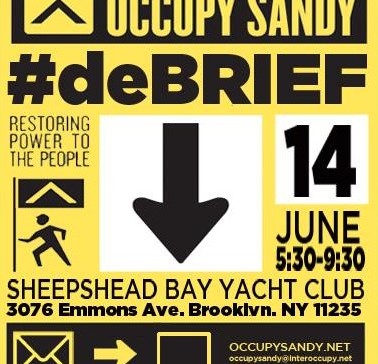 OCCUPY SANDY
#deBRIEF
RESTORING
POWER TO
THE PEOPLE
14
JUNE
5:30-9:30
SHEEPSHEAD BAY YACHT CLUB
3076 Emmons Ave. Brooklyn. NY 11235
OCCUPYSANDY.NET
occupysandy@interoccupy.net